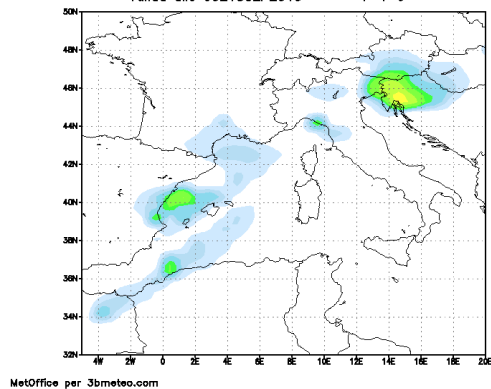 50N
48N
46N
44N
42N
40N
38N
36N
34N
32N
4W 2W 0 2E 4E 6E 8E 10E 12E 14E 16E 18E 20E
MetOffice per 3bmeteo.com